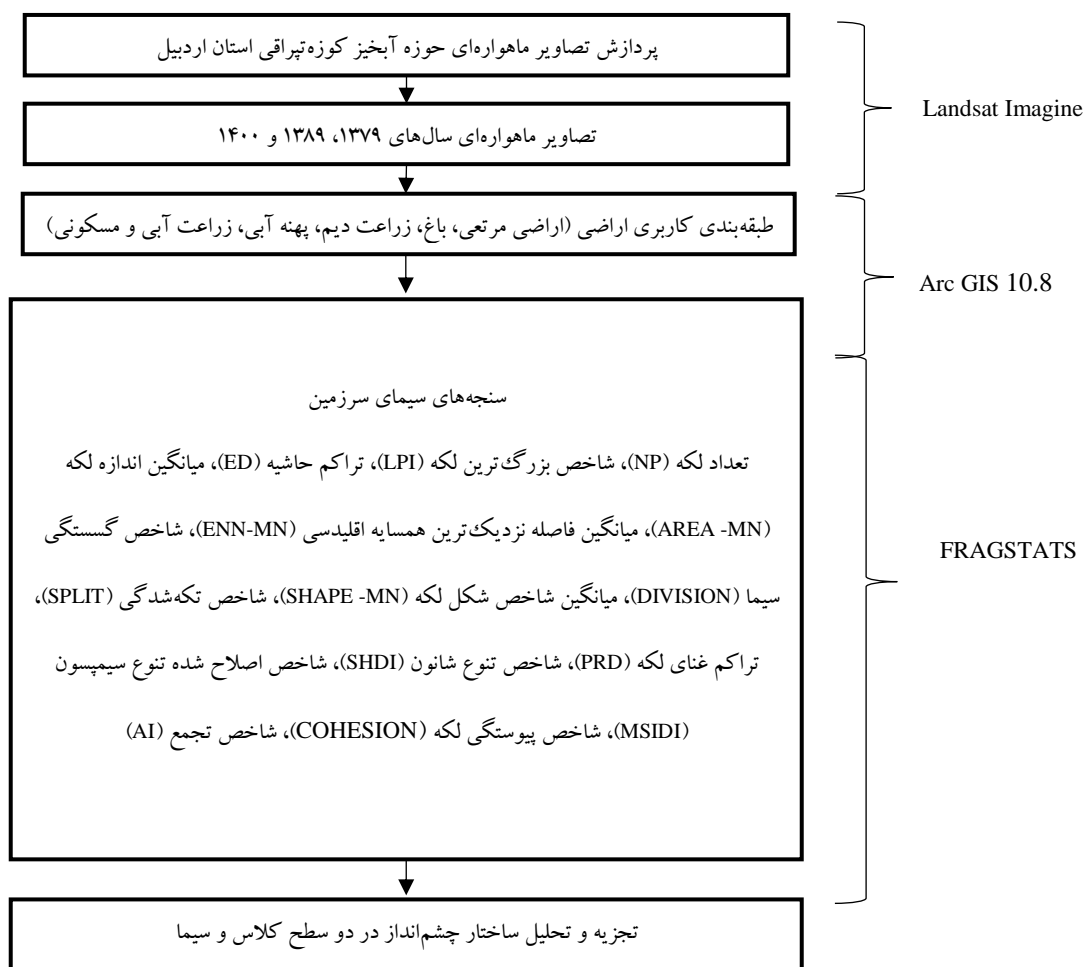 پردازش تصاویر ماهواره‌ای حوزه آبخیز کوزه‌تپراقی استان اردبیل
تصاویر ماهواره‌ای سال‌های ۱۳۷۹، ۱۳۸۹ و ۱۴۰۰
Landsat Imagine
طبقه‌بندی کاربری اراضی (اراضی مرتعی، باغ، زراعت دیم، پهنه آبی، زراعت آبی و مسکونی)
Arc GIS 10.8
سنجه‌های سیمای سرزمین
تعداد لکه (NP)، شاخص بزرگ‌ترین لکه (LPI)، تراکم حاشیه (ED)، میانگین اندازه لکه
(AREA -MN)، میانگین فاصله نزدیک‌ترین همسایه اقلیدسی (ENN-MN)، شاخص گسستگی
سیما (DIVISION)، میانگین شاخص شکل لکه (SHAPE -MN)، شاخص تکه‌شدگی (SPLIT)،
تراکم غنای لکه (PRD)، شاخص تنوع شانون (SHDI)، شاخص اصلاح شده تنوع سیمپسون
(MSIDI)، شاخص پیوستگی لکه (COHESION)، شاخص تجمع (AI)
FRAGSTATS
تجزیه و تحلیل ساختار چشم‌انداز در دو سطح کلاس و سیما